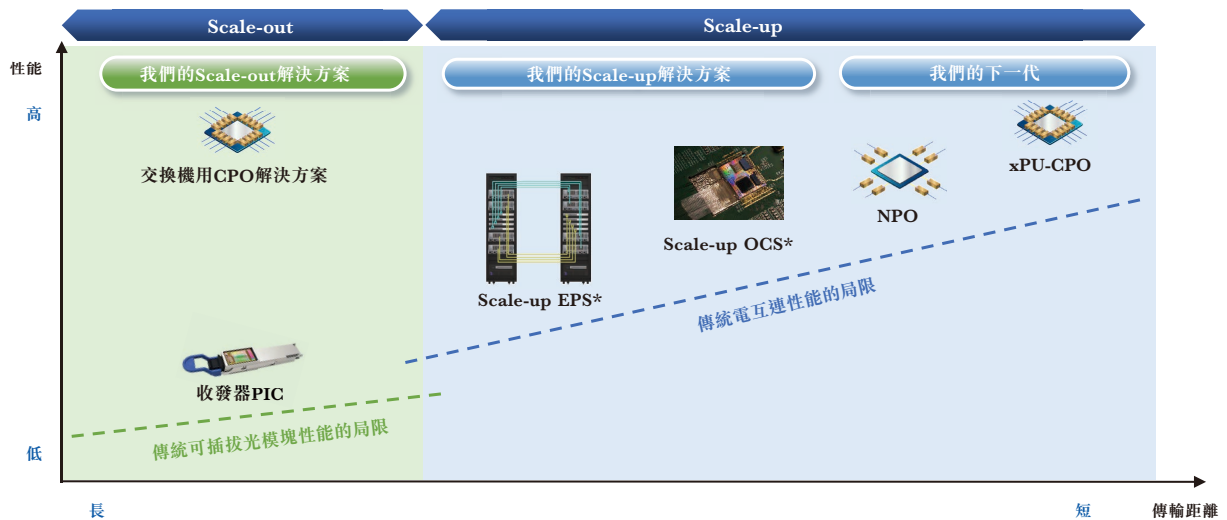 Scale-out
Scale-up
性能
我們的Scale-out解決方案
我們的Scale-up解決方案
我們的下一代
高
交換機用CPO解決方案
xPU-CPO
NPO
Scale-up OCS*
Scale-up EPS*
傳統電互連性能的局限
收發器PIC
傳統可插拔光模塊性能的局限
低
長
短
傳輸距離